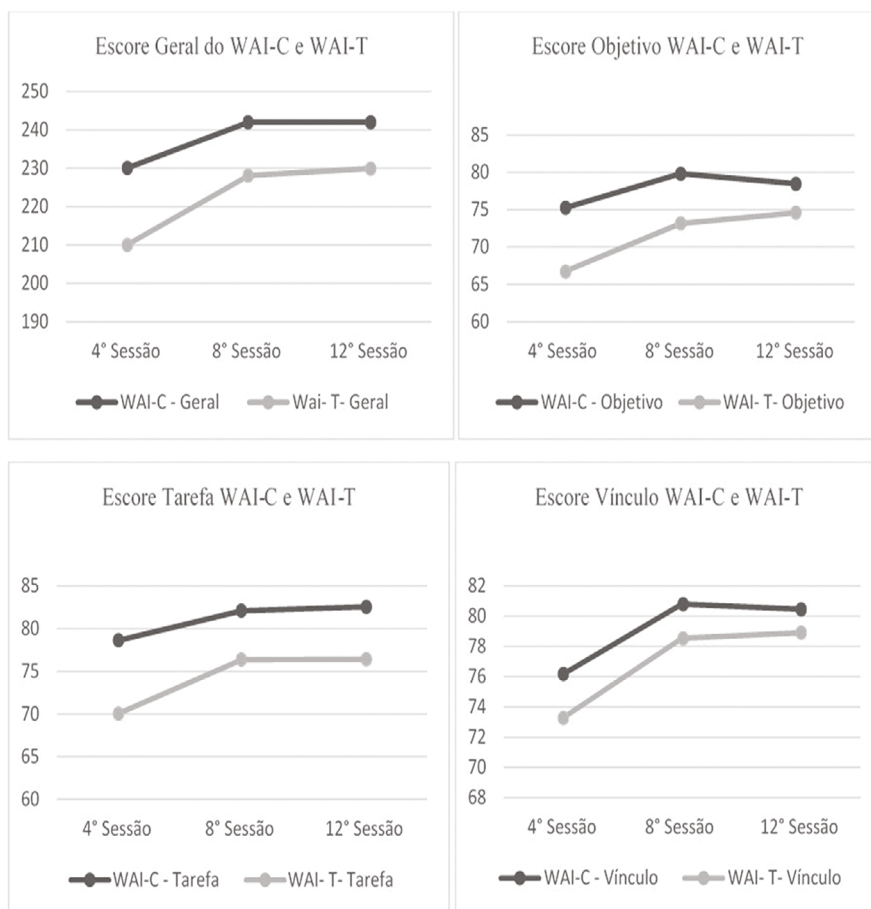 Escore Geral do WAI-C e WAI-T
250
240
230
220
210
200
190
4° Sessão 8° Sessão 12° Sessão
WAI-C - Geral Wai- T- Geral
Escore Objetivo WAI-C e WAI-T
85
80
75
70
65
60
4° Sessão 8° Sessão 12° Sessão
WAI-C - Objetivo WAI- T- Objetivo
Escore Tarefa WAI-C e WAI-T
85
80
75
70
65
60
4° Sessão 8° Sessão 12° Sessão
WAI-C - Tarefa WAI- T- Tarefa
Escore Vínculo WAI-C e WAI-T
82
80
78
76
74
72
70
68
4° Sessão 8° Sessão 12° Sessão
WAI-C - Vínculo WAI- T- Vínculo